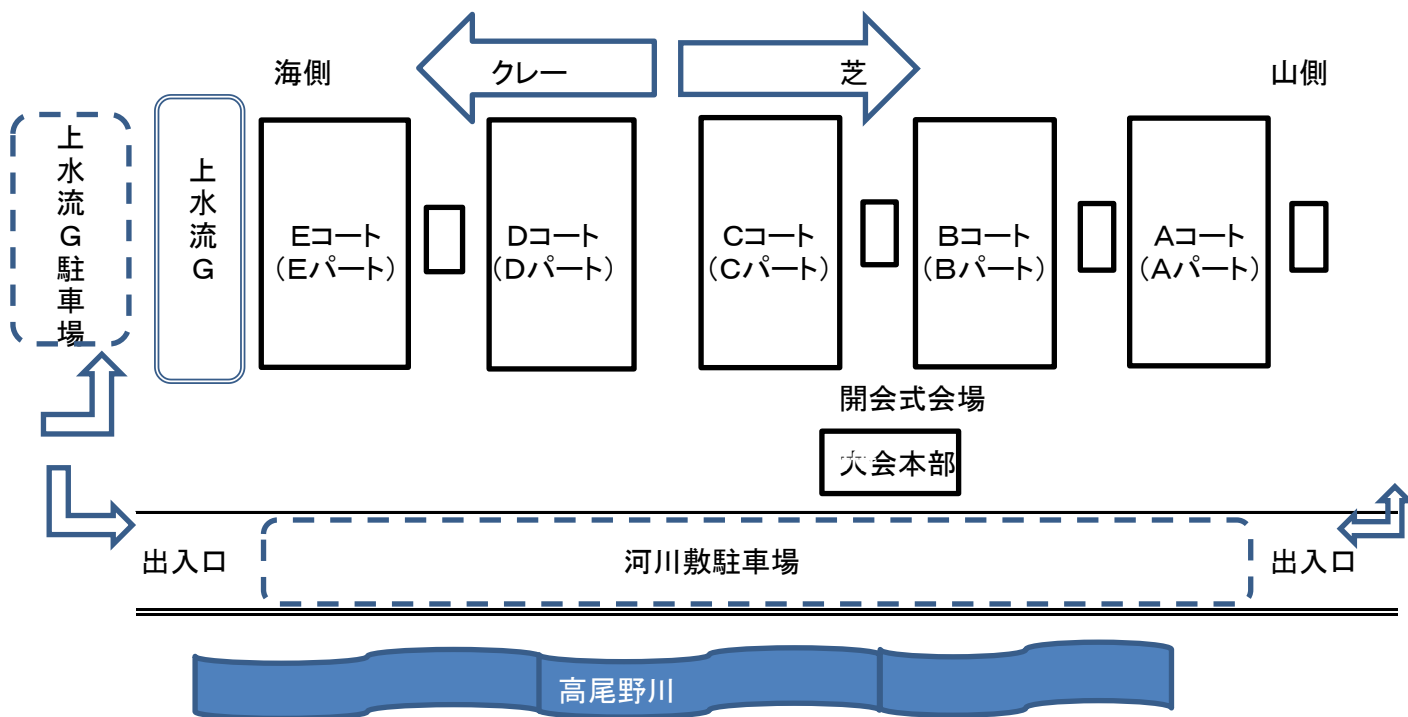 海側
クレー
芝
山側
上水流G駐車場
上水流G
Eコート
(Eパート)
Dコート
(Dパート)
Cコート
(Cパート)
Bコート
(Bパート)
Aコート
(Aパート)
開会式会場
大会本部
出入口
河川敷駐車場
出入口
高尾野川